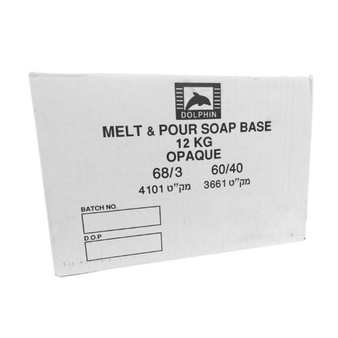 DOLPHIN
MELT & POUR SOAP BASE
12 KG
OPAQUE
68/3 60/40
מק"ט 4101 מק"ט 3661
BATCH NO.
D.O.P